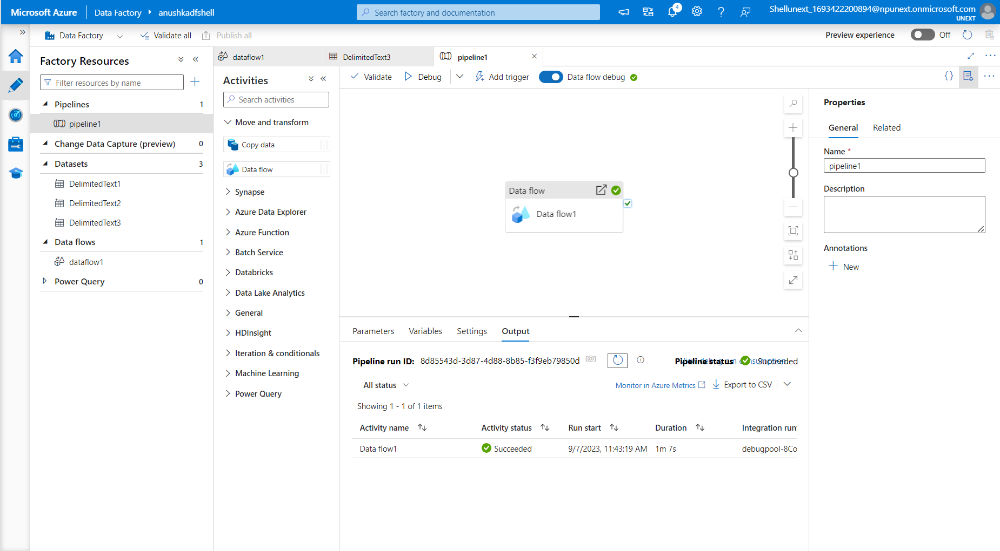 Microsoft Azure
Data Factory
anushkadfshell
Search factory and documentation
4
Shellunext_1693422200894@npunext.onmicrosoft.com
UNEXT
Data Factory
Validate all
Publish all
Preview experience
Off
Factory Resources
Filter resources by name
Pipelines 1
pipeline1
Change Data Capture (preview) 0
Datasets 3
DelimitedText1
DelimitedText2
DelimitedText3
Data flows 1
dataflow1
Power Query 0
dataflow1
DelimitedText3
pipeline1
Activities
Search activities
Move and transform
Copy data
Data flow
Synapse
Azure Data Explorer
Azure Function
Batch Service
Databricks
Data Lake Analytics
General
HDInsight
Iteration & conditionals
Machine Learning
Power Query
Validate
Debug
Add trigger
Data flow debug
Data flow
Data flow1
Parameters
Variables
Settings
Output
Pipeline run ID: 8d85543d-3d87-4d88-8b85-f3f9eb79850d
[@]
Pipeline status Succeeded
View debug run consumption
All status
Monitor in Azure Metrics
Export to CSV
Showing 1 - 1 of 1 items
Activity name Activity status Run start Duration Integration run
Data flow1 Succeeded 9/7/2023, 11:43:19 AM 1m 7s debugpool-8Co
Properties
General
Related
Name *
pipeline1
Description
Annotations
New